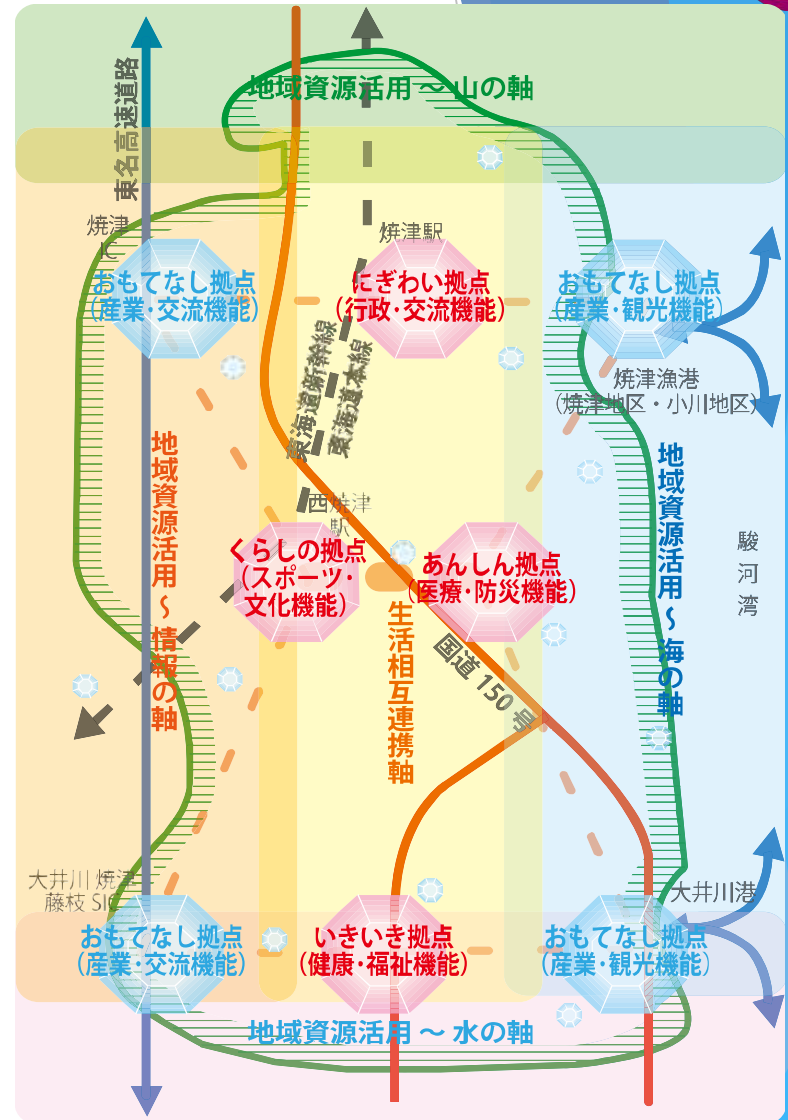 地域資源活用 ～ 山の軸
東名高速道路
焼津
IC
焼津駅
おもてなし拠点
（産業・交流機能）
にぎわい拠点
（行政・交流機能）
おもてなし拠点
（産業・観光機能）
東海道新幹線
東海道本線
焼津漁港
（焼津地区・小川地区）
地域資源活用 ～ 情報の軸
地域資源活用 ～ 海の軸
駿河湾
西焼津
駅
くらしの拠点
（スポーツ・
文化機能）
あんしん拠点
（医療・防災機能）
生活相互連携軸
国道 150 号
大井川 焼津
藤枝 SIC
大井川港
おもてなし拠点
（産業・交流機能）
いきいき拠点
（健康・福祉機能）
おもてなし拠点
（産業・観光機能）
地域資源活用 ～ 水の軸